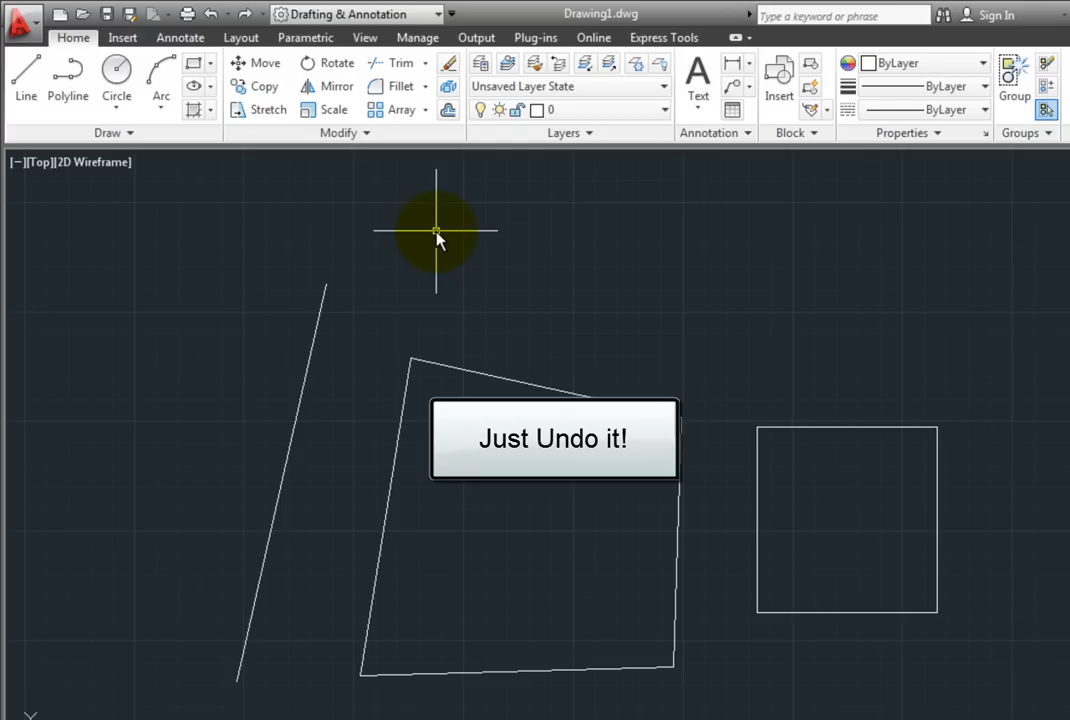 Drafting & Annotation
Drawing1.dwg
Type a keyword or phrase
Sign In
Home Insert Annotate Layout Parametric View Manage Output Plug-ins Online Express Tools
Line
Polyline
Circle
Arc
Draw
Move
Rotate
Trim
Copy
Mirror
Fillet
Stretch
Scale
Array
Modify
Unsaved Layer State
0
Layers
Text
Annotation
Insert
Block
ByLayer
ByLayer
ByLayer
Properties
Group
Groups
[−][Top][2D Wireframe]
Just Undo it!
Y